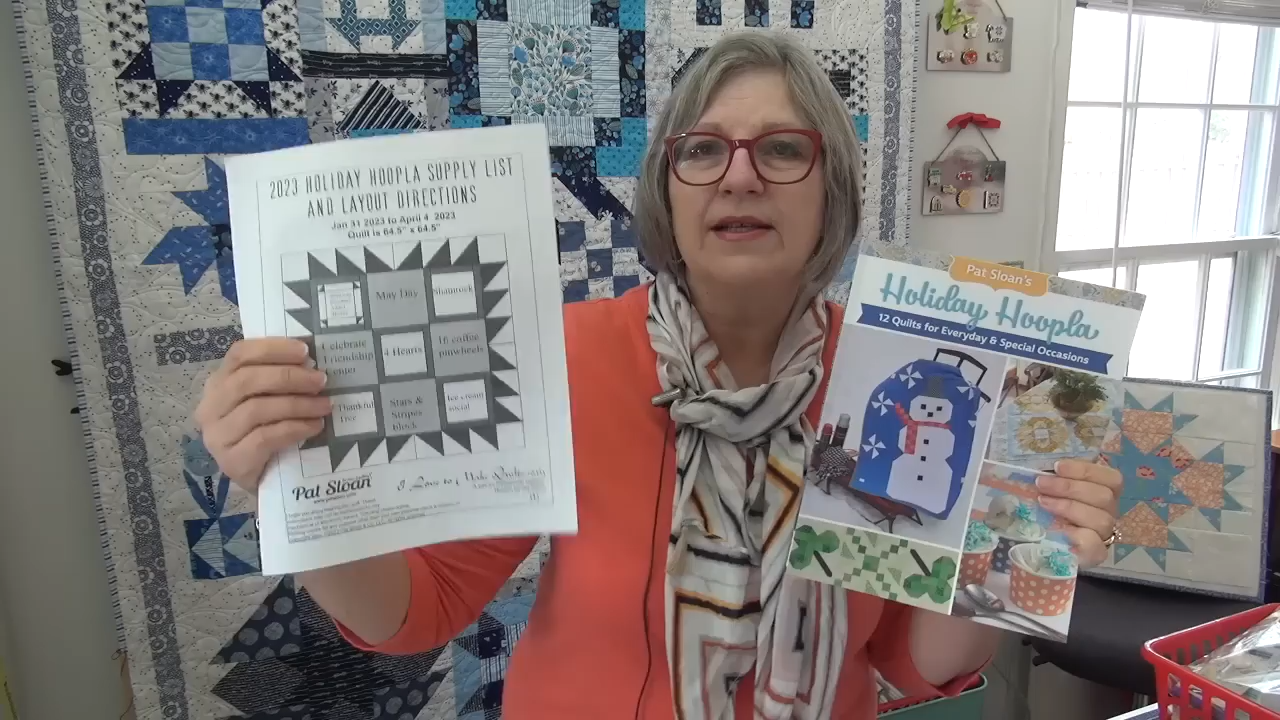 2023 HOLIDAY HOOPLA SUPPLY LIST
AND LAYOUT DIRECTIONS
Jan 31 2023 to April 4 2023
Quilt is 64.5" x 64.5"
May Day
Shamrock
Celebrate
Friendship
Center
4 Hearts
16 coffee
pinwheels
Thankful
Tree
Stars &
Stripes
block
Ice cream
social
Pat Sloan
I Love to Make
Pat Sloan's
Holiday Hoopla
12 Quilts for Everyday & Special Occasions